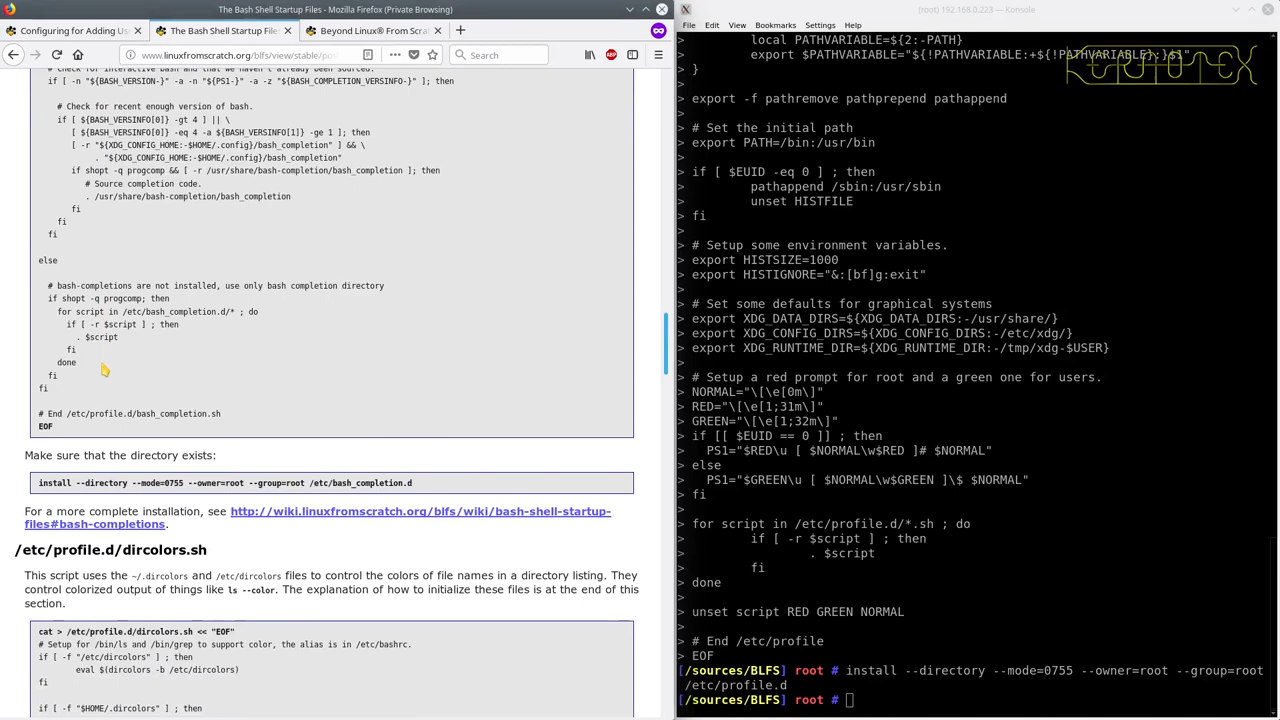 The Bash Shell Startup Files - Mozilla Firefox (Private Browsing)
Configuring for Adding Us
The Bash Shell Startup Files
Beyond Linux® From Scratch
www.linuxfromscratch.org/blfs/view/stable/pos
Search
if [ -n "${BASH_VERSION-}" -a -n "${PS1-}" -a -z "${BASH_COMPLETION_VERSINFO-}" ]; then
# Check for recent enough version of bash.
if [ ${BASH_VERSINFO[0]} -gt 4 ] || \
[ ${BASH_VERSINFO[0]} -eq 4 -a ${BASH_VERSINFO[1]} -ge 1 ]; then
[ -r "${XDG_CONFIG_HOME:-$HOME/.config}/bash_completion" ] && \
. "${XDG_CONFIG_HOME:-$HOME/.config}/bash_completion"
if shopt -q progcomp && [ -r /usr/share/bash-completion/bash_completion ]; then
# Source completion code.
. /usr/share/bash-completion/bash_completion
fi
fi
fi
else
# bash-completions are not installed, use only bash completion directory
if shopt -q progcomp; then
for script in /etc/bash_completion.d/* ; do
if [ -r $script ] ; then
. $script
fi
done
fi
fi
# End /etc/profile.d/bash_completion.sh
EOF
Make sure that the directory exists:
install --directory --mode=0755 --owner=root --group=root /etc/bash_completion.d
For a more complete installation, see http://wiki.linuxfromscratch.org/blfs/wiki/bash-shell-startup-
files#bash-completions.
/etc/profile.d/dircolors.sh
This script uses the ~/.dircolors and /etc/dircolors files to control the colors of file names in a directory listing. They
control colorized output of things like ls --color. The explanation of how to initialize these files is at the end of this
section.
cat > /etc/profile.d/dircolors.sh << "EOF"
# Setup for /bin/ls and /bin/grep to support color, the alias is in /etc/bashrc.
if [ -f "/etc/dircolors" ] ; then
eval $(dircolors -b /etc/dircolors)
fi
if [ -f "$HOME/.dircolors" ] ; then
(root) 192.168.0.223 — Konsole
File Edit View Bookmarks Settings Help
> local PATHVARIABLE=${2:-PATH}
> export $PATHVARIABLE="${!PATHVARIABLE:+${!PATHVARIABLE}:}$1"
> }
>
> export -f pathremove pathprepend pathappend
>
> # Set the initial path
> export PATH=/bin:/usr/bin
>
> if [ $EUID -eq 0 ] ; then
> pathappend /sbin:/usr/sbin
> unset HISTFILE
> fi
>
> # Setup some environment variables.
> export HISTSIZE=1000
> export HISTIGNORE="&:[bf]g:exit"
>
> # Set some defaults for graphical systems
> export XDG_DATA_DIRS=${XDG_DATA_DIRS:-/usr/share/}
> export XDG_CONFIG_DIRS=${XDG_CONFIG_DIRS:-/etc/xdg/}
> export XDG_RUNTIME_DIR=${XDG_RUNTIME_DIR:-/tmp/xdg-$USER}
>
> # Setup a red prompt for root and a green one for users.
> NORMAL="\[\e[0m\]"
> RED="\[\e[1;31m\]"
> GREEN="\[\e[1;32m\]"
> if [[ $EUID == 0 ]] ; then
> PS1="$RED\u [ $NORMAL\w$RED ]# $NORMAL"
> else
> PS1="$GREEN\u [ $NORMAL\w$GREEN ]\$ $NORMAL"
> fi
>
> for script in /etc/profile.d/*.sh ; do
> if [ -r $script ] ; then
> . $script
> fi
> done
>
> unset script RED GREEN NORMAL
>
> # End /etc/profile
> EOF
[/sources/BLFS] root # install --directory --mode=0755 --owner=root --group=root
/etc/profile.d
[/sources/BLFS] root #